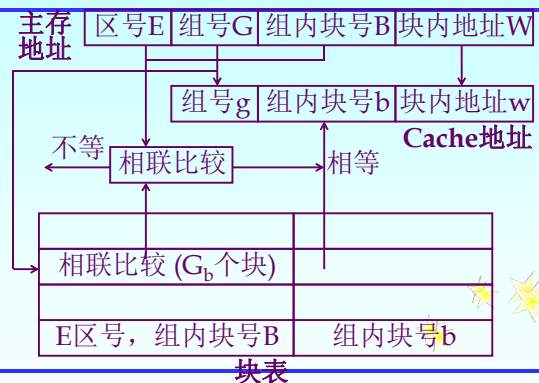 主存
地址
区号E 组号G 组内块号B 块内地址W
组号g 组内块号b 块内地址w
Cache地址
不等
相联比较
相等
相联比较 (Gb个块)
E区号，组内块号B 组内块号b
块表